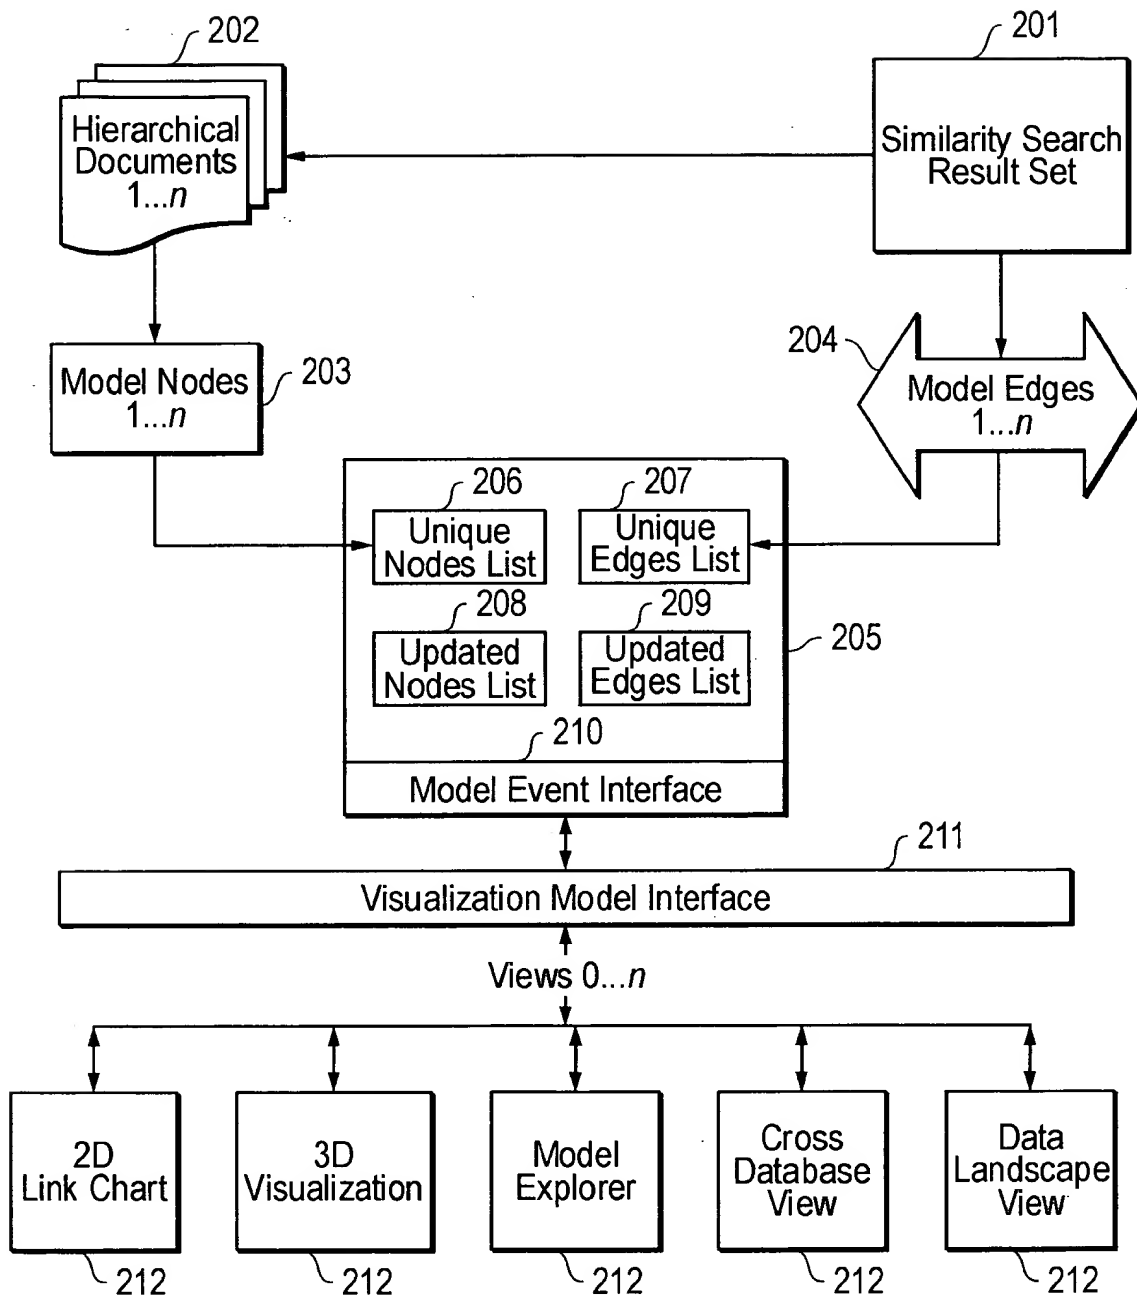 202
201
Hierarchical
Documents
1...n
Similarity Search
Result Set
204
Model Nodes
1...n
203
Model Edges
1...n
206
207
Unique
Nodes List
Unique
Edges List
208
209
Updated
Nodes List
Updated
Edges List
205
210
Model Event Interface
211
Visualization Model Interface
Views 0...n
2D
Link Chart
3D
Visualization
Model
Explorer
Cross
Database
View
Data
Landscape
View
212
212
212
212
212